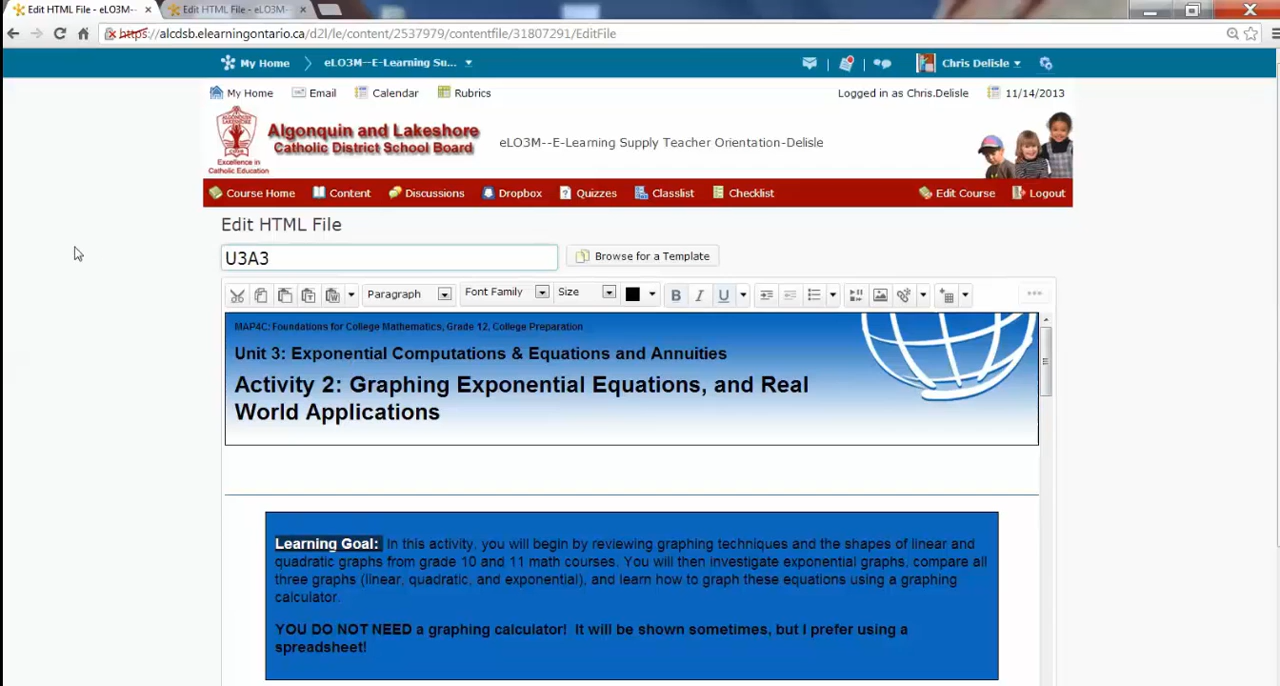 Edit HTML File - eLO3M--
Edit HTML File - eLO3M--
https://alcdsb.elearningontario.ca/d2l/le/content/2537979/contentfile/31807291/EditFile
My Home
eLO3M--E-Learning Su...
Chris Delisle
My Home
Email
Calendar
Rubrics
Logged in as Chris.Delisle
11/14/2013
Algonquin and Lakeshore
Catholic District School Board
Excellence in
Catholic Education
eLO3M--E-Learning Supply Teacher Orientation-Delisle
Course Home
Content
Discussions
Dropbox
Quizzes
Classlist
Checklist
Edit Course
Logout
Edit HTML File
U3A3
Browse for a Template
Paragraph
Font Family
Size
B
I
U
MAP4C: Foundations for College Mathematics, Grade 12, College Preparation
Unit 3: Exponential Computations & Equations and Annuities
Activity 2: Graphing Exponential Equations, and Real
World Applications
Learning Goal: In this activity, you will begin by reviewing graphing techniques and the shapes of linear and
quadratic graphs from grade 10 and 11 math courses. You will then investigate exponential graphs, compare all
three graphs (linear, quadratic, and exponential), and learn how to graph these equations using a graphing
calculator.
YOU DO NOT NEED a graphing calculator! It will be shown sometimes, but I prefer using a
spreadsheet!